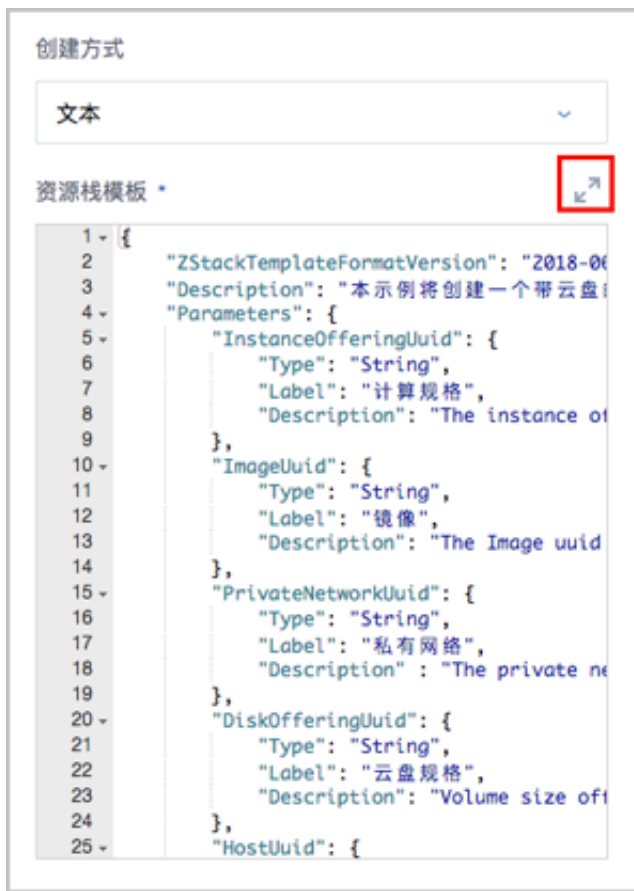 创建方式
文本
资源栈模板 *
1 {
2 "ZStackTemplateFormatVersion": "2018-06
3 "Description": "本示例将创建一个带云盘
4 "Parameters": {
5 "InstanceOfferingUuid": {
6 "Type": "String",
7 "Label": "计算规格",
8 "Description": "The instance of
9 },
10 "ImageUuid": {
11 "Type": "String",
12 "Label": "镜像",
13 "Description": "The Image uuid
14 },
15 "PrivateNetworkUuid": {
16 "Type": "String",
17 "Label": "私有网络",
18 "Description" : "The private ne
19 },
20 "DiskOfferingUuid": {
21 "Type": "String",
22 "Label": "云盘规格",
23 "Description": "Volume size off
24 },
25 "HostUuid": {